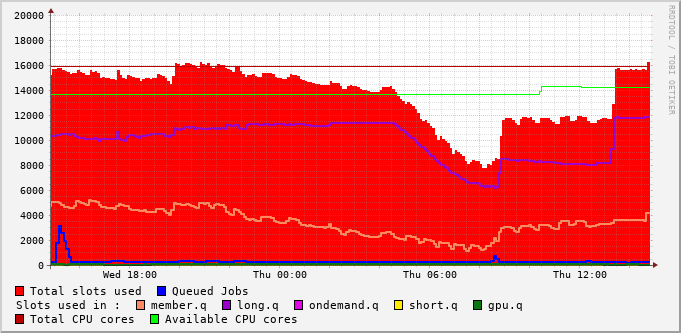 20000
18000
16000
14000
12000
10000
8000
6000
4000
2000
0
Wed 18:00 Thu 00:00 Thu 06:00 Thu 12:00
RRDTOOL / TOBI OETIKER
Total slots used Queued Jobs
Slots used in : member.q long.q ondemand.q short.q gpu.q
Total CPU cores Available CPU cores